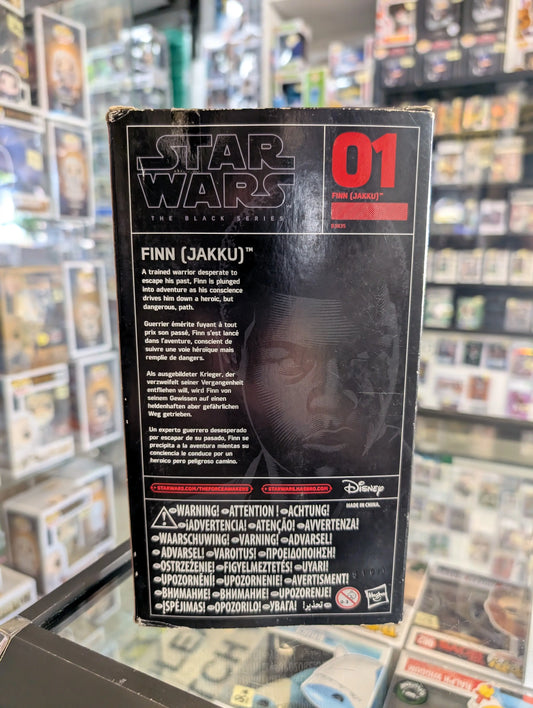 STAR
WARS
THE BLACK SERIES
01
FINN (JAKKU)™
FINN (JAKKU)™
A trained warrior desperate to
escape his past, Finn is plunged
into adventure as his conscience
drives him down a heroic, but
dangerous, path.
Guerrier émérite fuyant à tout
prix son passé, Finn s'est lancé
dans l'aventure, conscient de
suivre une voie héroïque mais
remplie de dangers.
Als ausgebildeter Krieger, der
verzweifelt seiner Vergangenheit
entfliehen will, wird Finn von
seinem Gewissen auf einen
heldenhaften aber gefährlichen
Weg getrieben.
Un experto guerrero desesperado
por escapar de su pasado, Finn se
precipita a la aventura mientas su
conciencia le conduce por un
heroico pero peligroso camino.
STARWARS.COM/THEFORCEAWAKENS
STARWARS.HASBRO.COM
Disney
MADE IN CHINA.
WARNING! ATTENTION! ACHTUNG!
¡ADVERTENCIA! ATENÇÃO! AVVERTENZA!
WAARSCHUWING! VARNING! ADVARSEL!
ADVARSEL! VAROITUS! ΠΡΟΕΙΔΟΠΟΙΗΣΗ!
OSTRZEŻENIE! FIGYELMEZTETÉS! UYARI!
UPOZORNĚNÍ! UPOZORNENIE! AVERTISMENT!
ВНИМАНИЕ! ВНИМАНИЕ! UPOZORENJE!
ĮSPĖJIMAS! OPOZORILO! УВАГА! تحذير!
0-3
Hasbro